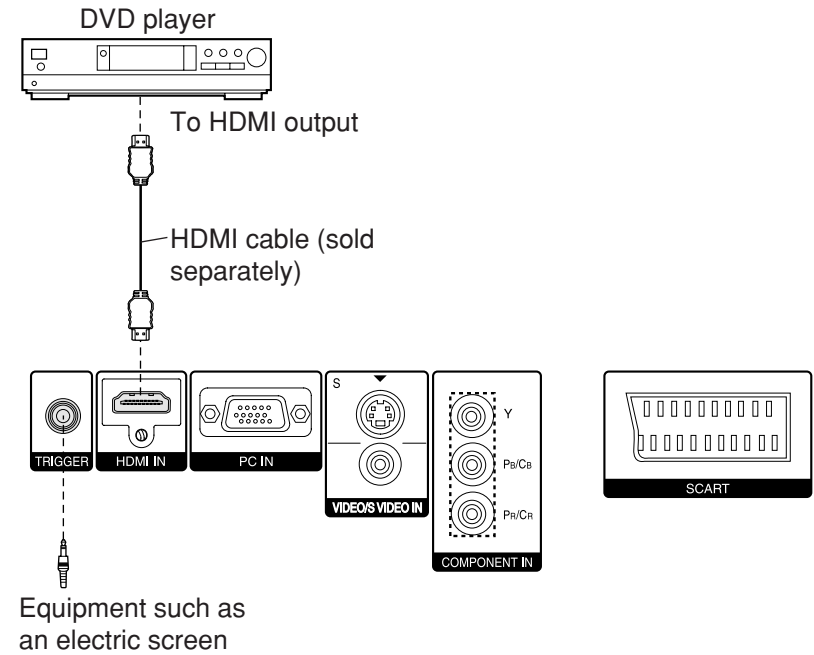 DVD player
To HDMI output
HDMI cable (sold
separately)
TRIGGER
HDMI IN
PC IN
S
VIDEO/S VIDEO IN
Y
PB/CB
PR/CR
COMPONENT IN
SCART
Equipment such as
an electric screen